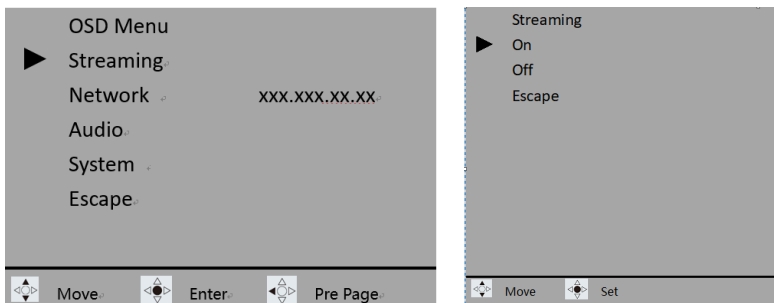 OSD Menu
Streaming
Network xxx.xxx.xx.xx
Audio
System
Escape
Move Enter Pre Page
Streaming
On
Off
Escape
Move Set